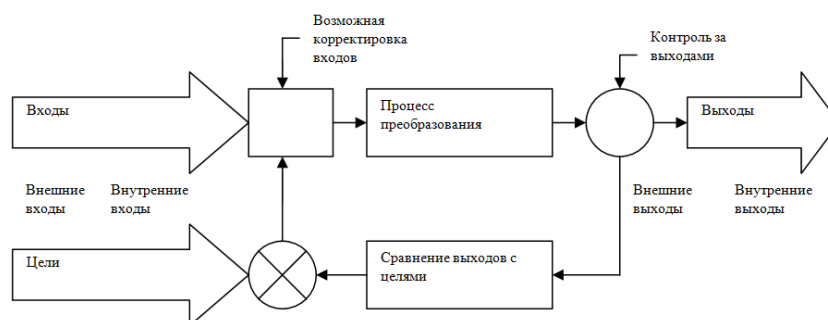 Возможная
корректировка
входов
Контроль за
выходами
Входы
Процесс
преобразования
Выходы
Внешние
входы
Внутренние
входы
Внешние
выходы
Внутренние
выходы
Цели
Сравнение выходов с
целями